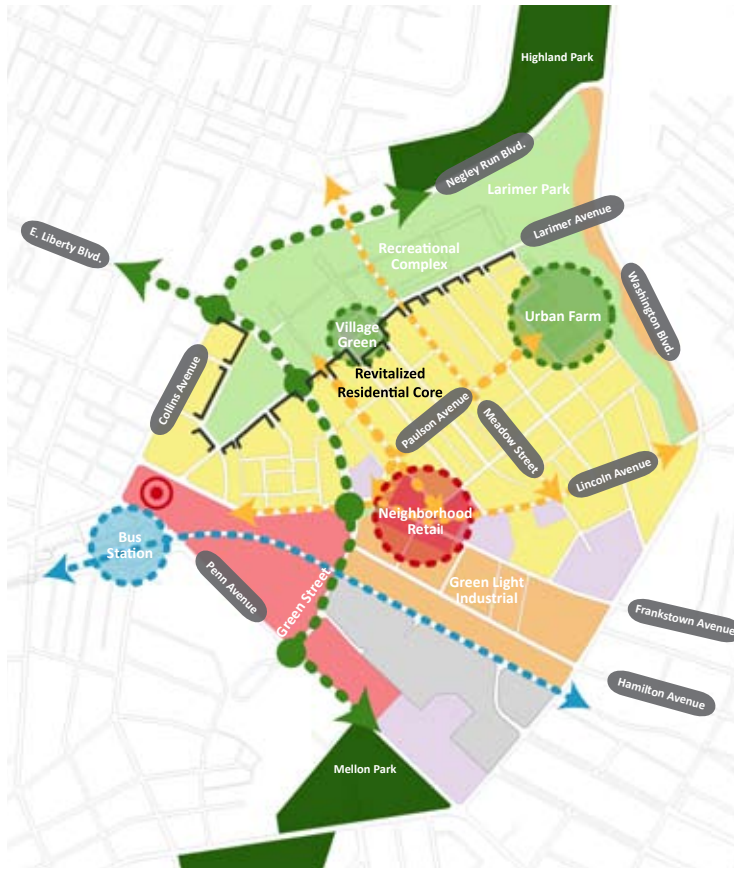 Highland Park
Negley Run Blvd.
Larimer Park
Larimer Avenue
E. Liberty Blvd.
Recreational
Complex
Washington Blvd.
Urban Farm
Village
Green
Collins Avenue
Revitalized
Residential Core
Paulson Avenue
Meadow Street
Lincoln Avenue
Neighborhood
Retail
Bus
Station
Penn Avenue
Green Street
Green Light
Industrial
Frankstown Avenue
Hamilton Avenue
Mellon Park